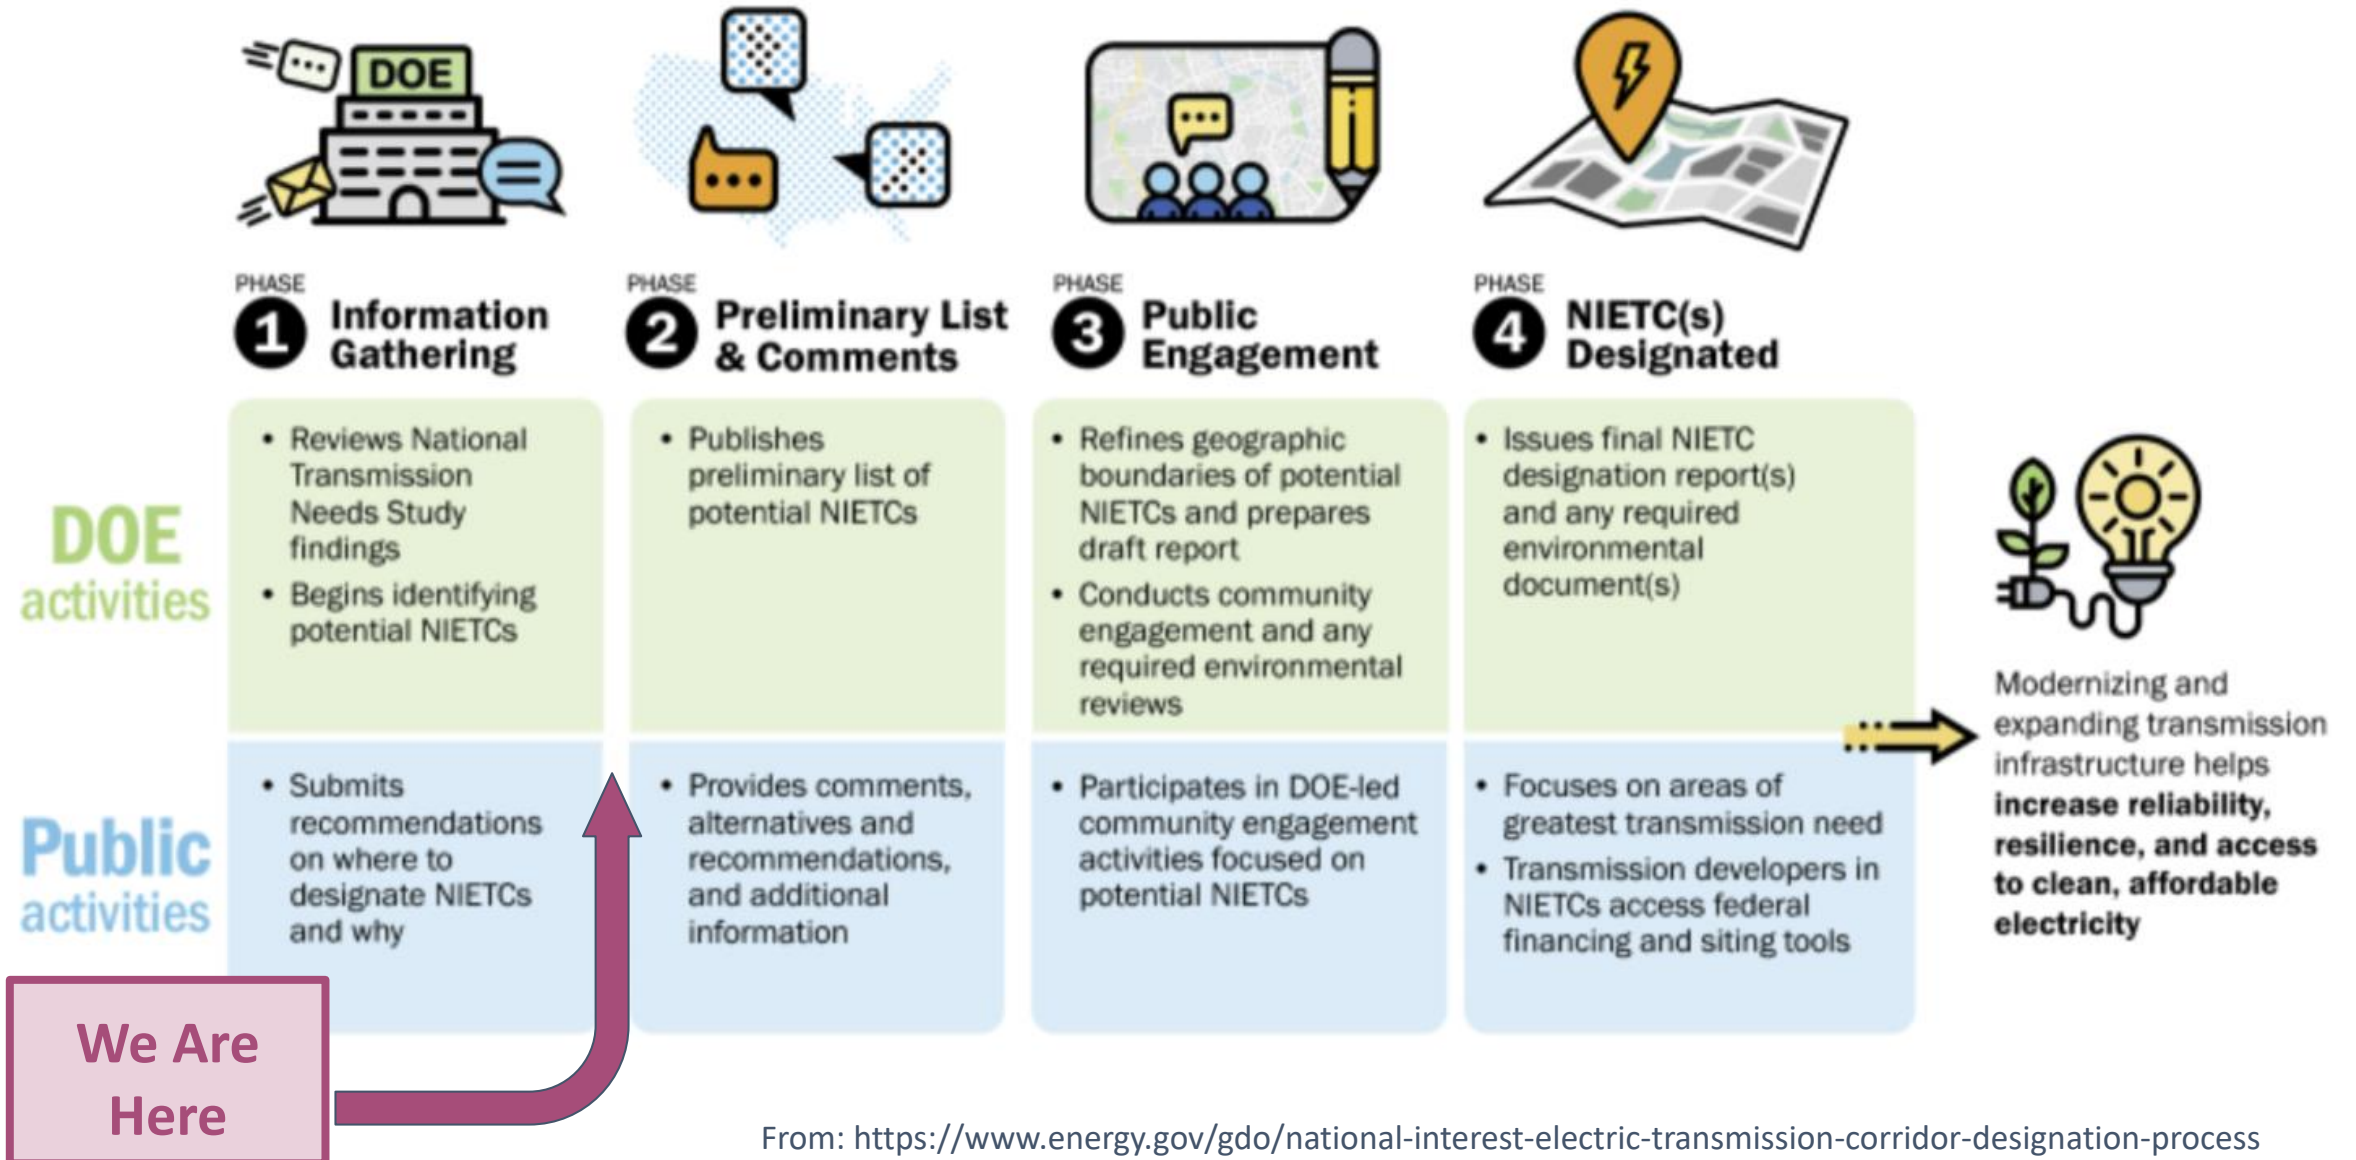 DOE
PHASE
1
Information
Gathering
PHASE
2
Preliminary List
& Comments
PHASE
3
Public
Engagement
PHASE
4
NIETC(s)
Designated
DOE
activities
• Reviews National
Transmission
Needs Study
findings
• Begins identifying
potential NIETCs
• Publishes
preliminary list of
potential NIETCs
• Refines geographic
boundaries of potential
NIETCs and prepares
draft report
• Conducts community
engagement and any
required environmental
reviews
• Issues final NIETC
designation report(s)
and any required
environmental
document(s)
Public
activities
• Submits
recommendations
on where to
designate NIETCs
and why
• Provides comments,
alternatives and
recommendations,
and additional
information
• Participates in DOE-led
community engagement
activities focused on
potential NIETCs
• Focuses on areas of
greatest transmission need
• Transmission developers in
NIETCs access federal
financing and siting tools
Modernizing and
expanding transmission
infrastructure helps
increase reliability,
resilience, and access
to clean, affordable
electricity
We Are
Here
From: https://www.energy.gov/gdo/national-interest-electric-transmission-corridor-designation-process